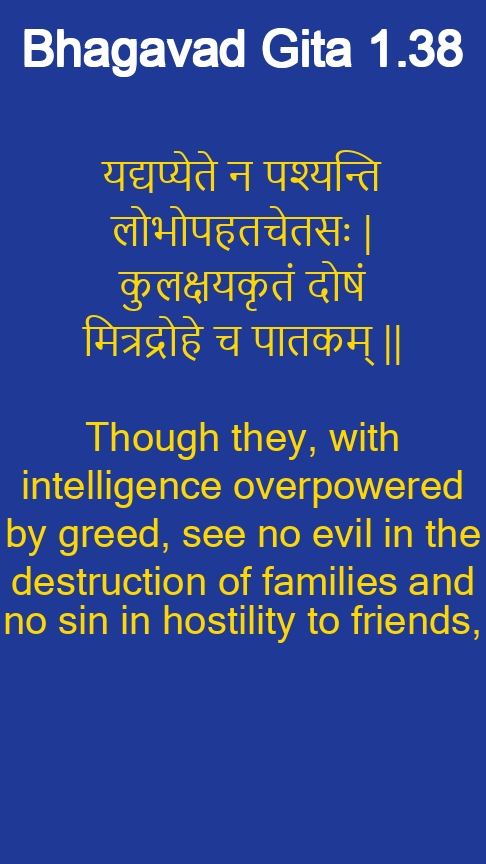 Bhagavad Gita 1.38
यद्यप्येते न पश्यन्ति
लोभोपहतचेतसः |
कुलक्षयकृतं दोषं
मित्रद्रोहे च पातकम् ||
Though they, with
intelligence overpowered
by greed, see no evil in the
destruction of families and
no sin in hostility to friends,